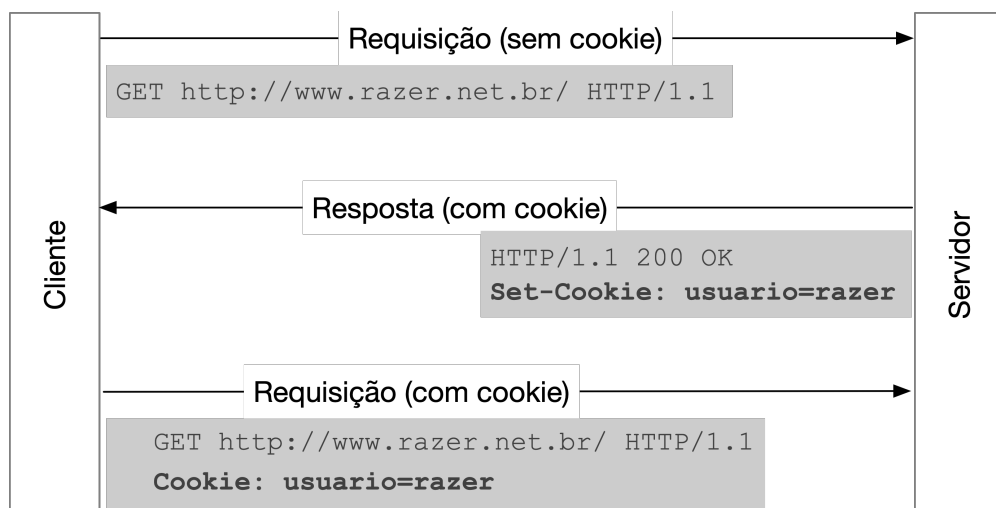 Requisição (sem cookie)
GET http://www.razer.net.br/ HTTP/1.1
Resposta (com cookie)
HTTP/1.1 200 OK
Set-Cookie: usuario=razer
Cliente
Servidor
Requisição (com cookie)
GET http://www.razer.net.br/ HTTP/1.1
Cookie: usuario=razer